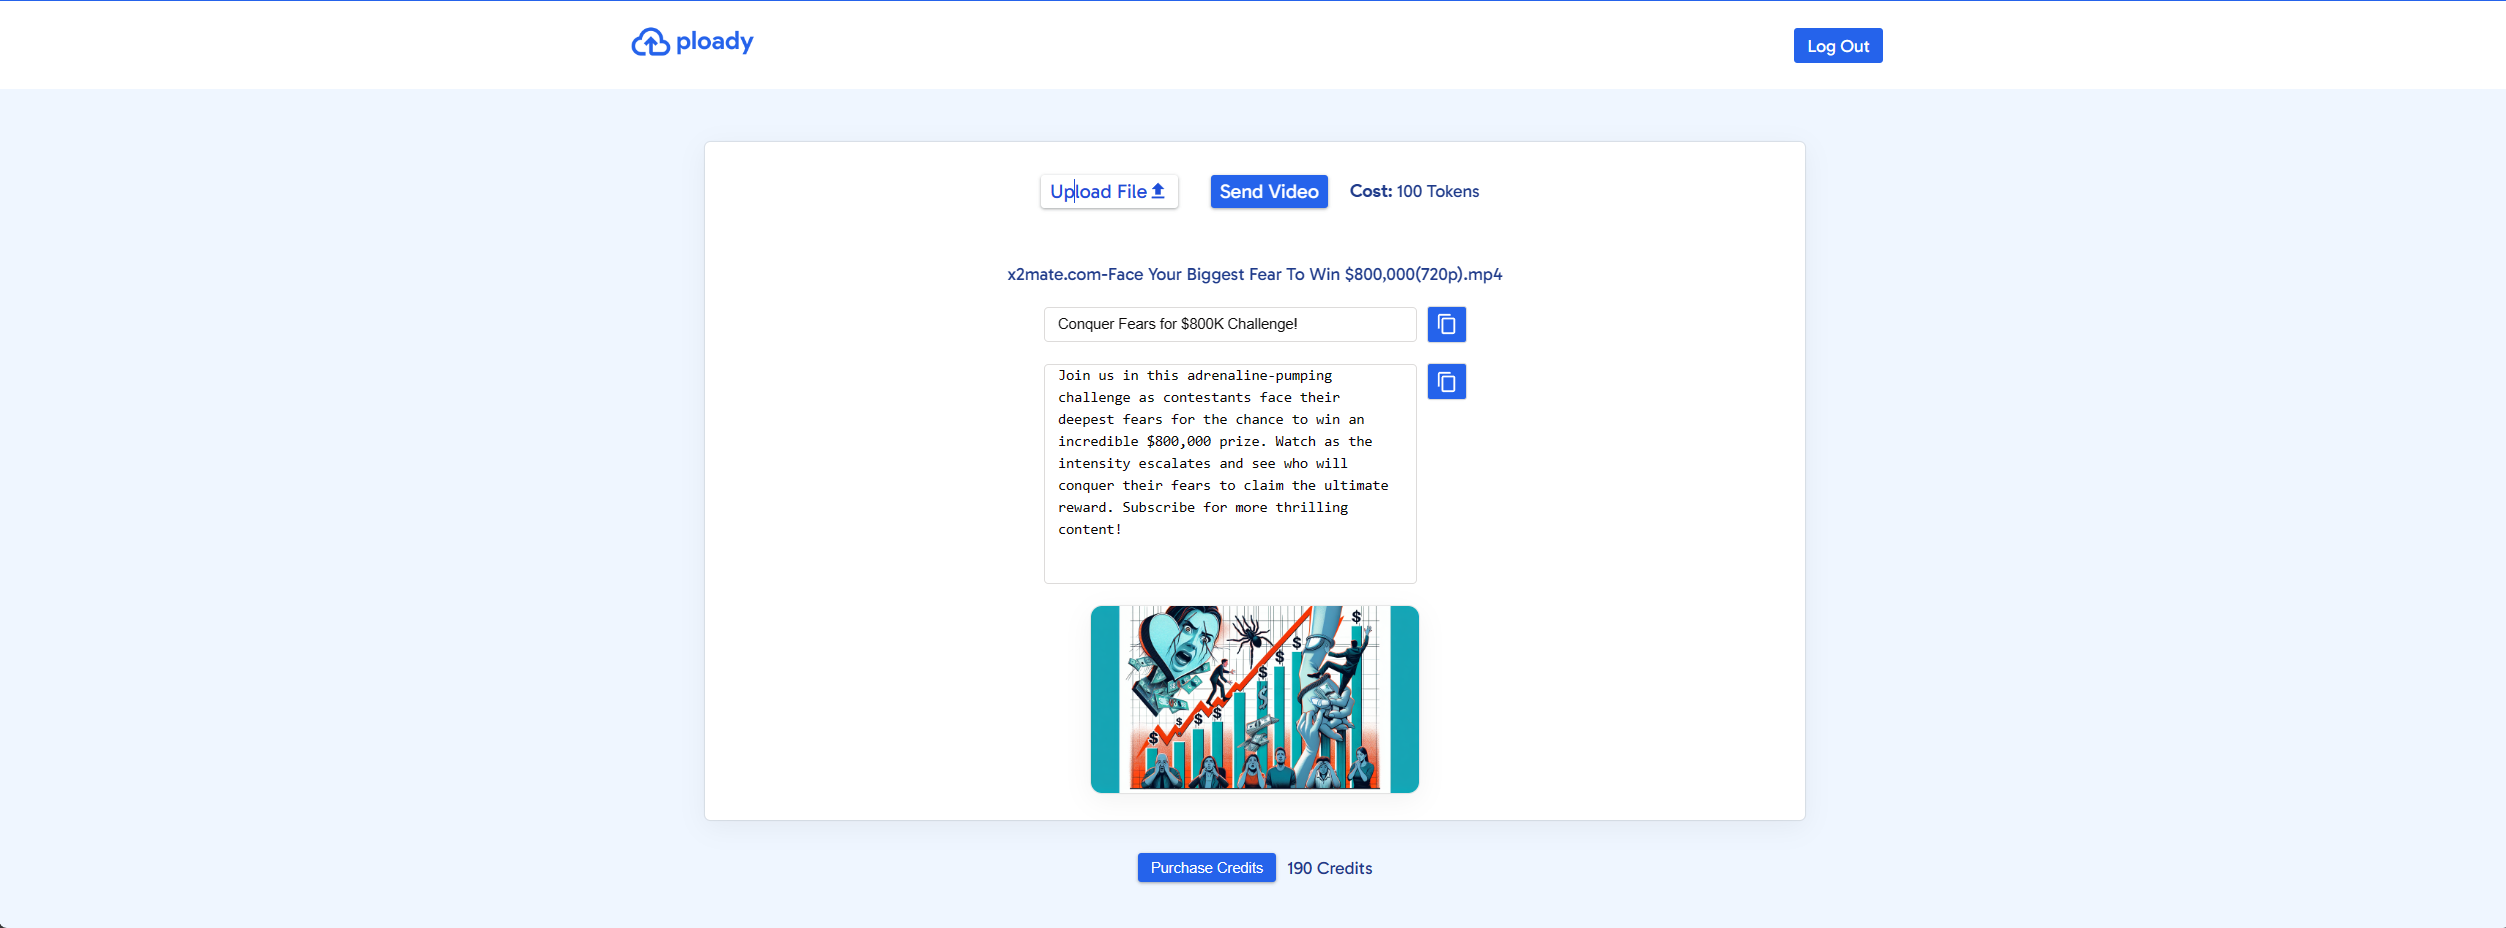 ploady
Log Out
Upload File
Send Video
Cost: 100 Tokens
x2mate.com-Face Your Biggest Fear To Win $800,000(720p).mp4
Conquer Fears for $800K Challenge!
Join us in this adrenaline-pumping
challenge as contestants face their
deepest fears for the chance to win an
incredible $800,000 prize. Watch as the
intensity escalates and see who will
conquer their fears to claim the ultimate
reward. Subscribe for more thrilling
content!
$
$
$
$
$
$
$
$
Purchase Credits
190 Credits